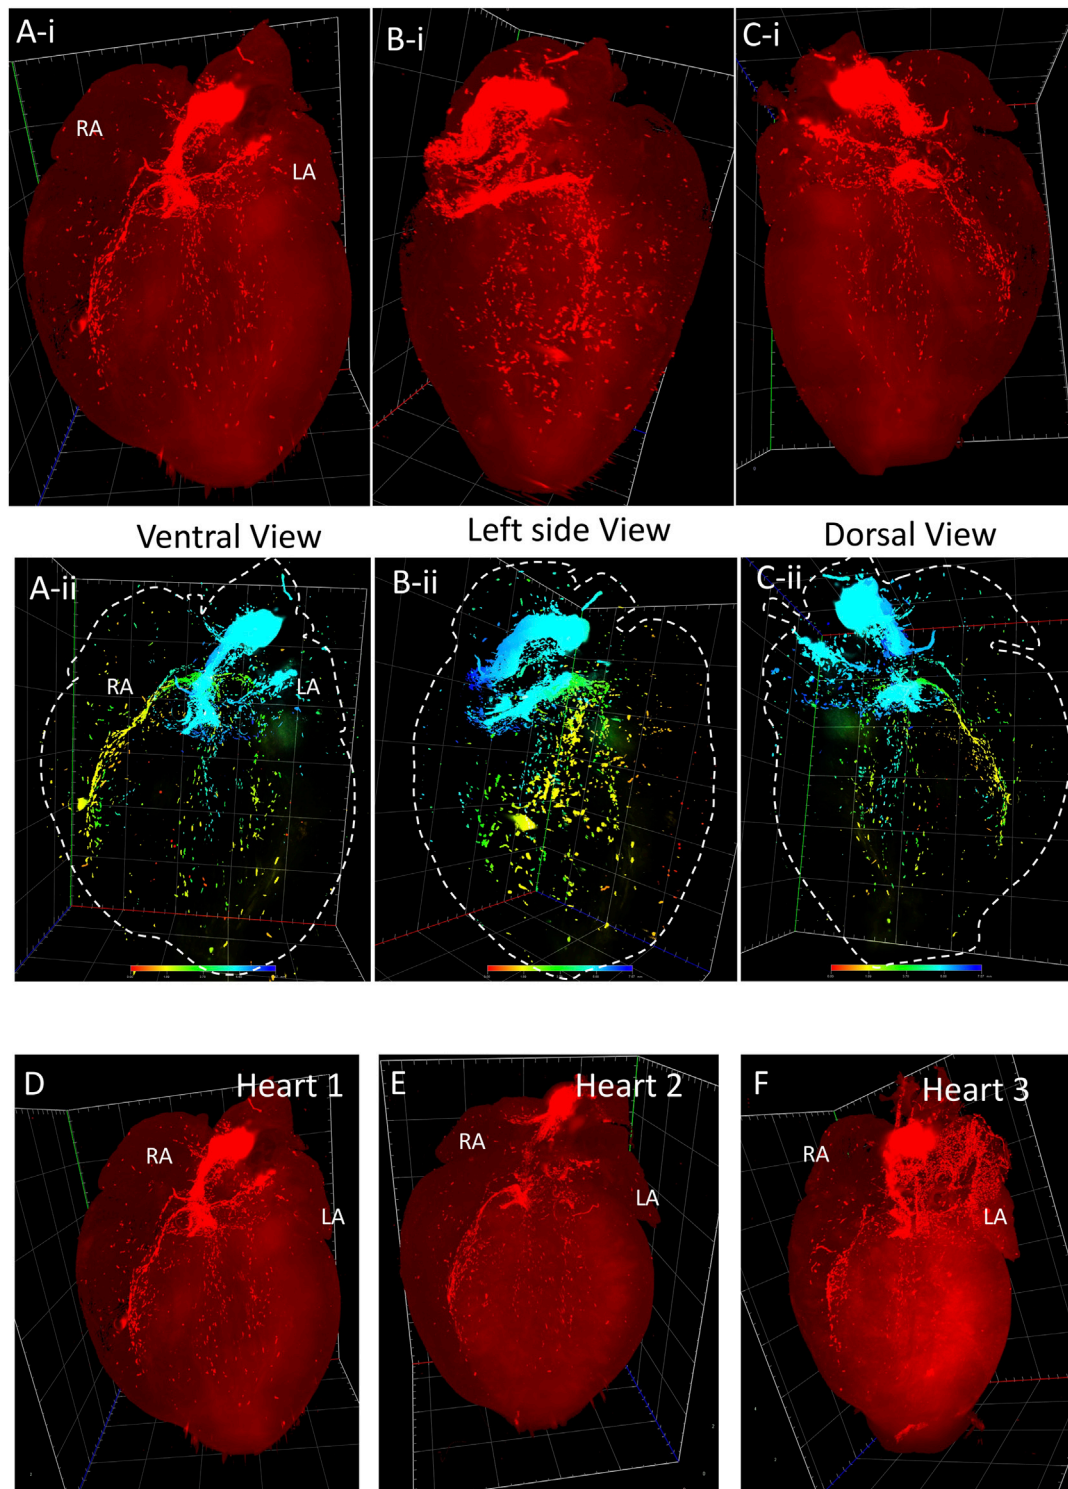 A-i
B-i
C-i
RA
LA
Ventral View
Left side View
Dorsal View
A-ii
B-ii
C-ii
RA
LA
D
Heart 1
E
Heart 2
F
Heart 3
RA
LA
RA
LA
RA
LA